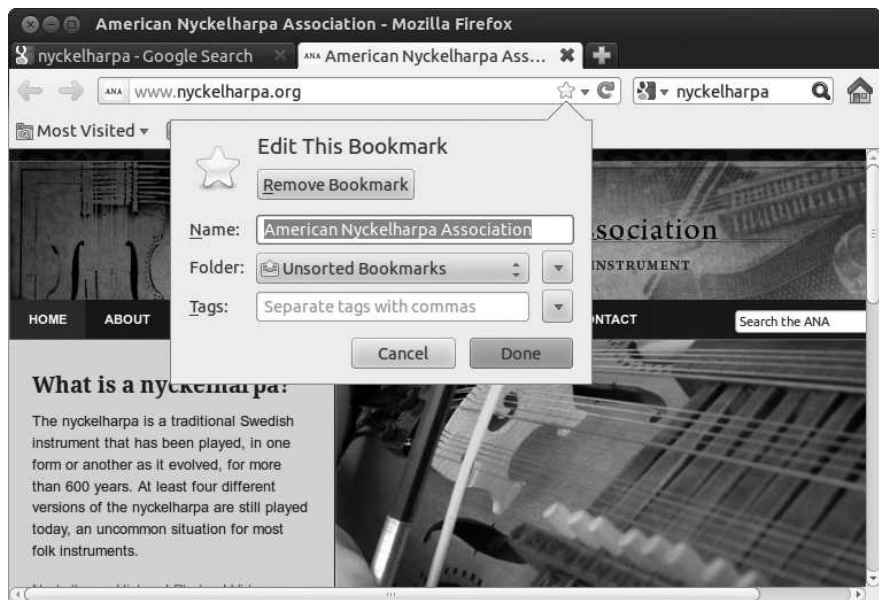 American Nyckelharpa Association - Mozilla Firefox
nyckelharpa - Google Search
ANA American Nyckelharpa Ass...
ANA www.nyckelharpa.org
nyckelharpa
Most Visited
Edit This Bookmark
Remove Bookmark
Name: American Nyckelharpa Association
Folder: Unsorted Bookmarks
Tags: Separate tags with commas
Cancel Done
ssociation
INSTRUMENT
HOME ABOUT NTACT Search the ANA
What is a nyckelharpa?
The nyckelharpa is a traditional Swedish
instrument that has been played, in one
form or another as it evolved, for more
than 600 years. At least four different
versions of the nyckelharpa are still played
today, an uncommon situation for most
folk instruments.